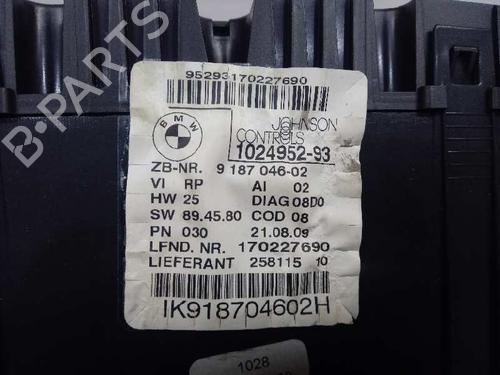 95293170227690
BMW
JOHNSON
CONTROLS
1024952-93
ZB-NR. 9 187 046-02
VI RP AI 02
HW 25 DIAG 08D0
SW 89.45.80 COD 08
PN 030 21.08.09
LFND. NR. 170227690
LIEFERANT 258115 10
IK918704602H
1028
B-PARTS